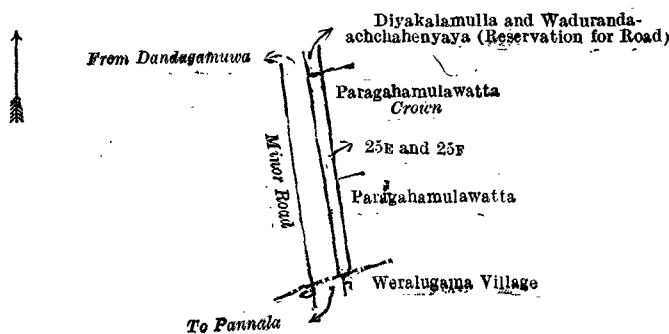 Diyakalamulla and Waduranda-
achchahenyaya (Reservation for Road)
From Dandagamuwa
Paragahamulawatta
Crown
25E and 25F
Minor Road
Paragahamulawatta
Weralugama Village
To Pannala